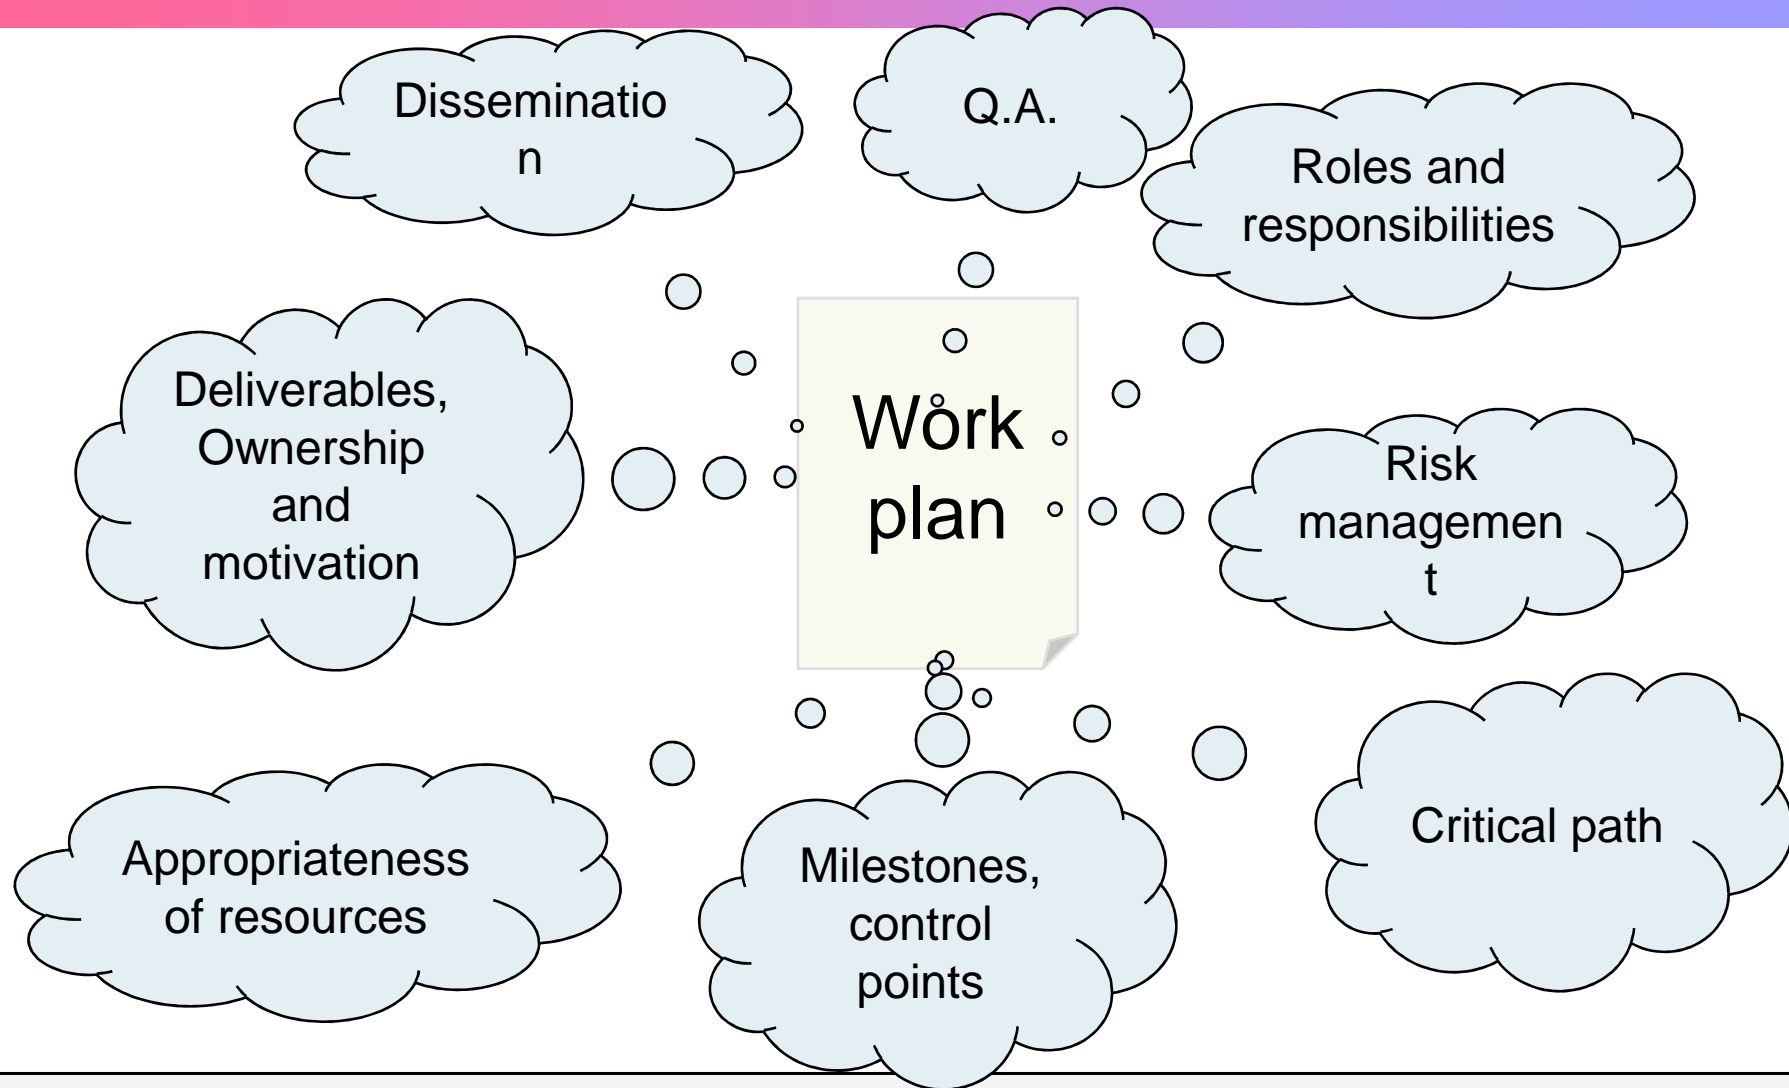 Disseminatio
n
Q.A.
Roles and
responsibilities
Deliverables,
Ownership
and
motivation
Work
plan
Risk
managemen
t
Appropriateness
of resources
Milestones,
control
points
Critical path